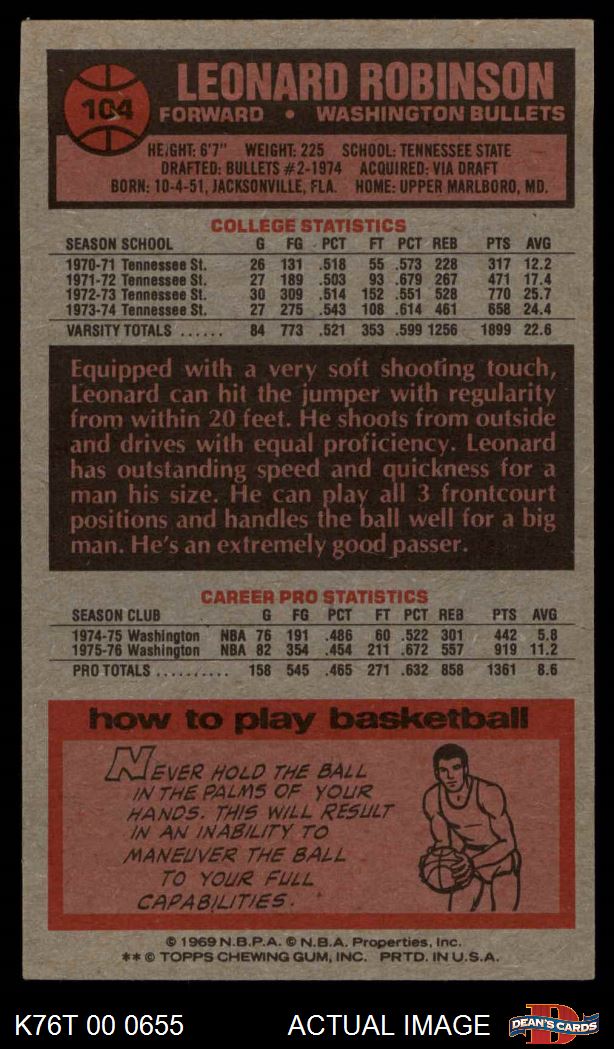 104
LEONARD ROBINSON
FORWARD • WASHINGTON BULLETS
HEIGHT: 6'7" WEIGHT: 225 SCHOOL: TENNESSEE STATE
DRAFTED: BULLETS #2-1974 ACQUIRED: VIA DRAFT
BORN: 10-4-51, JACKSONVILLE, FLA. HOME: UPPER MARLBORO, MD.
COLLEGE STATISTICS
SEASON SCHOOL G FG PCT FT PCT REB PTS AVG
1970-71 Tennessee St. 26 131 .518 55 .573 228 317 12.2
1971-72 Tennessee St. 27 189 .503 93 .679 267 471 17.4
1972-73 Tennessee St. 30 309 .514 152 .551 528 770 25.7
1973-74 Tennessee St. 27 275 .543 108 .614 461 658 24.4
VARSITY TOTALS ...... 84 773 .521 353 .599 1256 1899 22.6
Equipped with a very soft shooting touch,
Leonard can hit the jumper with regularity
from within 20 feet. He shoots from outside
and drives with equal proficiency. Leonard
has outstanding speed and quickness for a
man his size. He can play all 3 frontcourt
positions and handles the ball well for a big
man. He's an extremely good passer.
CAREER PRO STATISTICS
SEASON CLUB G FG PCT FT PCT REB PTS AVG
1974-75 Washington NBA 76 191 .486 60 .522 301 442 5.8
1975-76 Washington NBA 82 354 .454 211 .672 557 919 11.2
PRO TOTALS .......... 158 545 .465 271 .632 858 1361 8.6
how to play basketball
NEVER HOLD THE BALL
IN THE PALMS OF YOUR
HANDS. THIS WILL RESULT
IN AN INABILITY TO
MANEUVER THE BALL
TO YOUR FULL
CAPABILITIES.
© 1969 N.B.P.A. © N.B.A. Properties, Inc.
** © TOPPS CHEWING GUM, INC. PRTD. IN U.S.A.
K76T 00 0655 ACTUAL IMAGE
D
DEAN'S CARDS